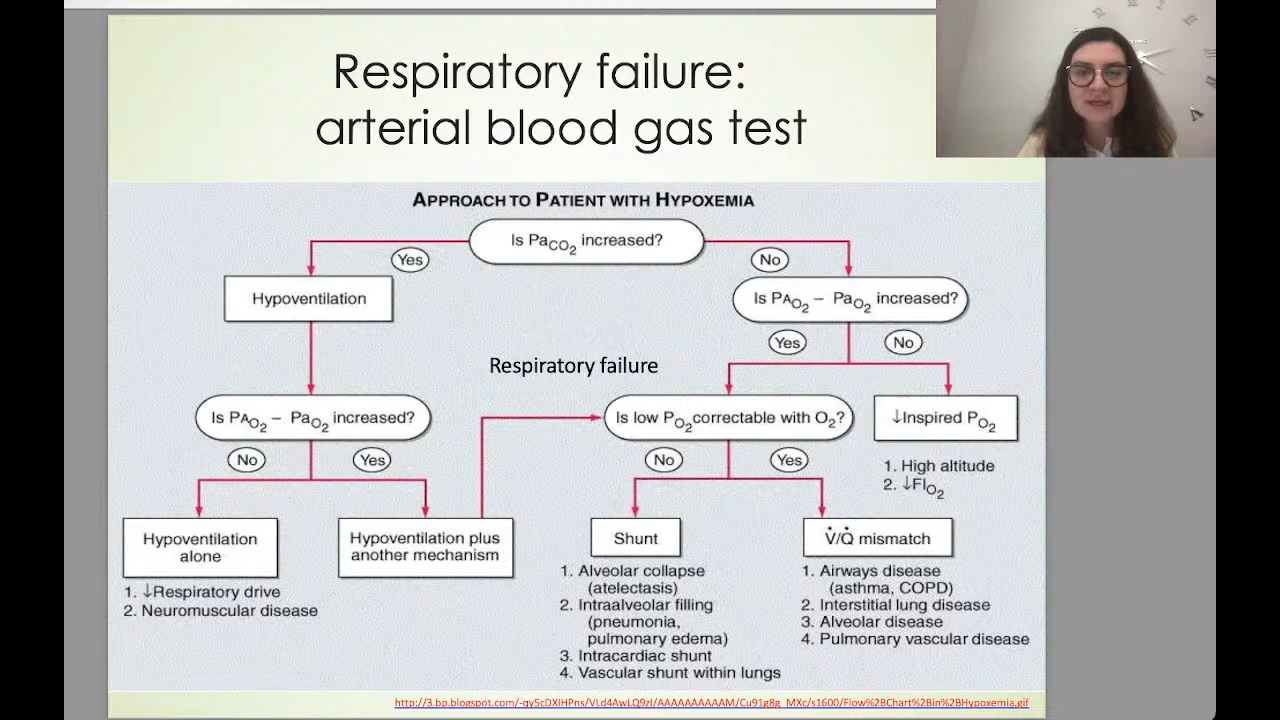 Respiratory failure:
arterial blood gas test
APPROACH TO PATIENT WITH HYPOXEMIA
Is PaCO2 increased?
Yes
No
Hypoventilation
Is PAO2 – PaO2 increased?
Yes
No
Respiratory failure
Is PAO2 – PaO2 increased?
Is low PO2 correctable with O2?
↓Inspired PO2
No
Yes
No
Yes
1. High altitude
2. ↓FIO2
Hypoventilation
alone
Hypoventilation plus
another mechanism
Shunt
V̇/Q̇ mismatch
1. ↓Respiratory drive
2. Neuromuscular disease
1. Alveolar collapse
(atelectasis)
2. Intraalveolar filling
(pneumonia,
pulmonary edema)
3. Intracardiac shunt
4. Vascular shunt within lungs
1. Airways disease
(asthma, COPD)
2. Interstitial lung disease
3. Alveolar disease
4. Pulmonary vascular disease
http://3.bp.blogspot.com/-qy5cDXIHPns/VLd4AwLQ9zI/AAAAAAAAAAM/Cu91g8g_MXc/s1600/Flow%2BChart%2Bin%2BHypoxemia.gif